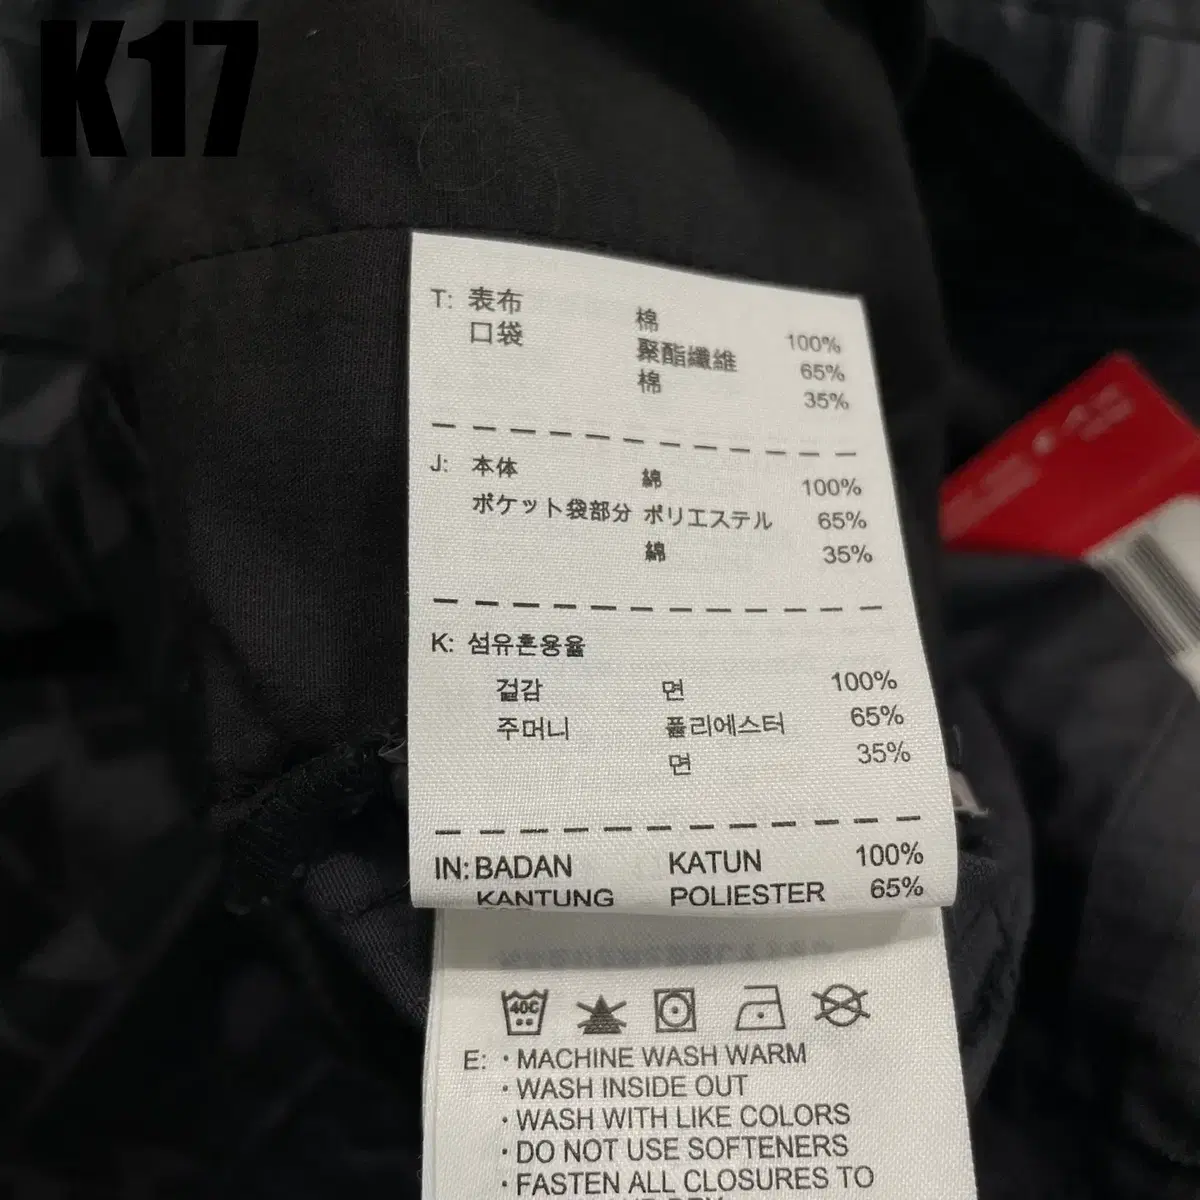 K17
T: 表布 棉 100%
口袋 聚酯纖維 65%
棉 35%
J: 本体 綿 100%
ポケット袋部分 ポリエステル 65%
綿 35%
K: 섬유혼용율
겉감 면 100%
주머니 폴리에스터 65%
면 35%
IN: BADAN KATUN 100%
KANTUNG POLIESTER 65%
40C
E: · MACHINE WASH WARM
· WASH INSIDE OUT
· WASH WITH LIKE COLORS
· DO NOT USE SOFTENERS
· FASTEN ALL CLOSURES TO